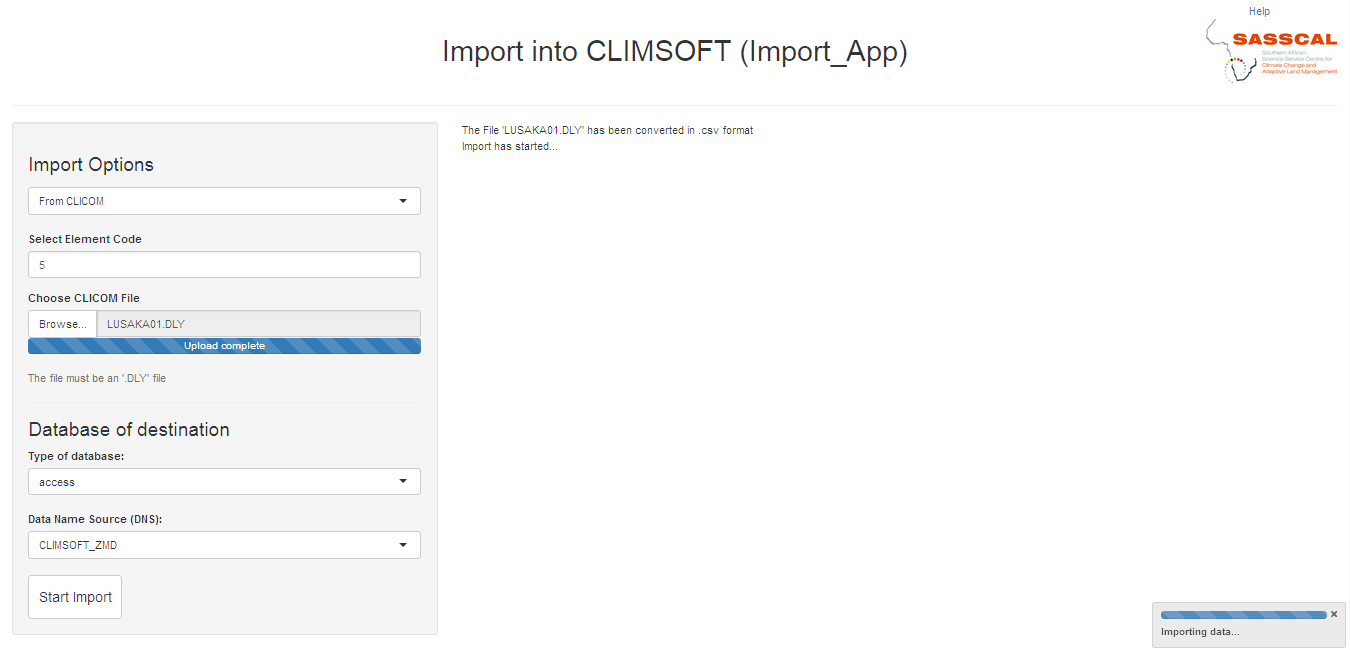 Help
Import into CLIMSOFT (Import_App)
SASSCAL
Southern African
Science Service Centre for
Climate Change and
Adaptive Land Management
The File 'LUSAKA01.DLY' has been converted in .csv format
Import has started...
Import Options
From CLICOM
Select Element Code
5
Choose CLICOM File
Browse... LUSAKA01.DLY
Upload complete
The file must be an '.DLY' file
Database of destination
Type of database:
access
Data Name Source (DNS):
CLIMSOFT_ZMD
Start Import
×
Importing data...